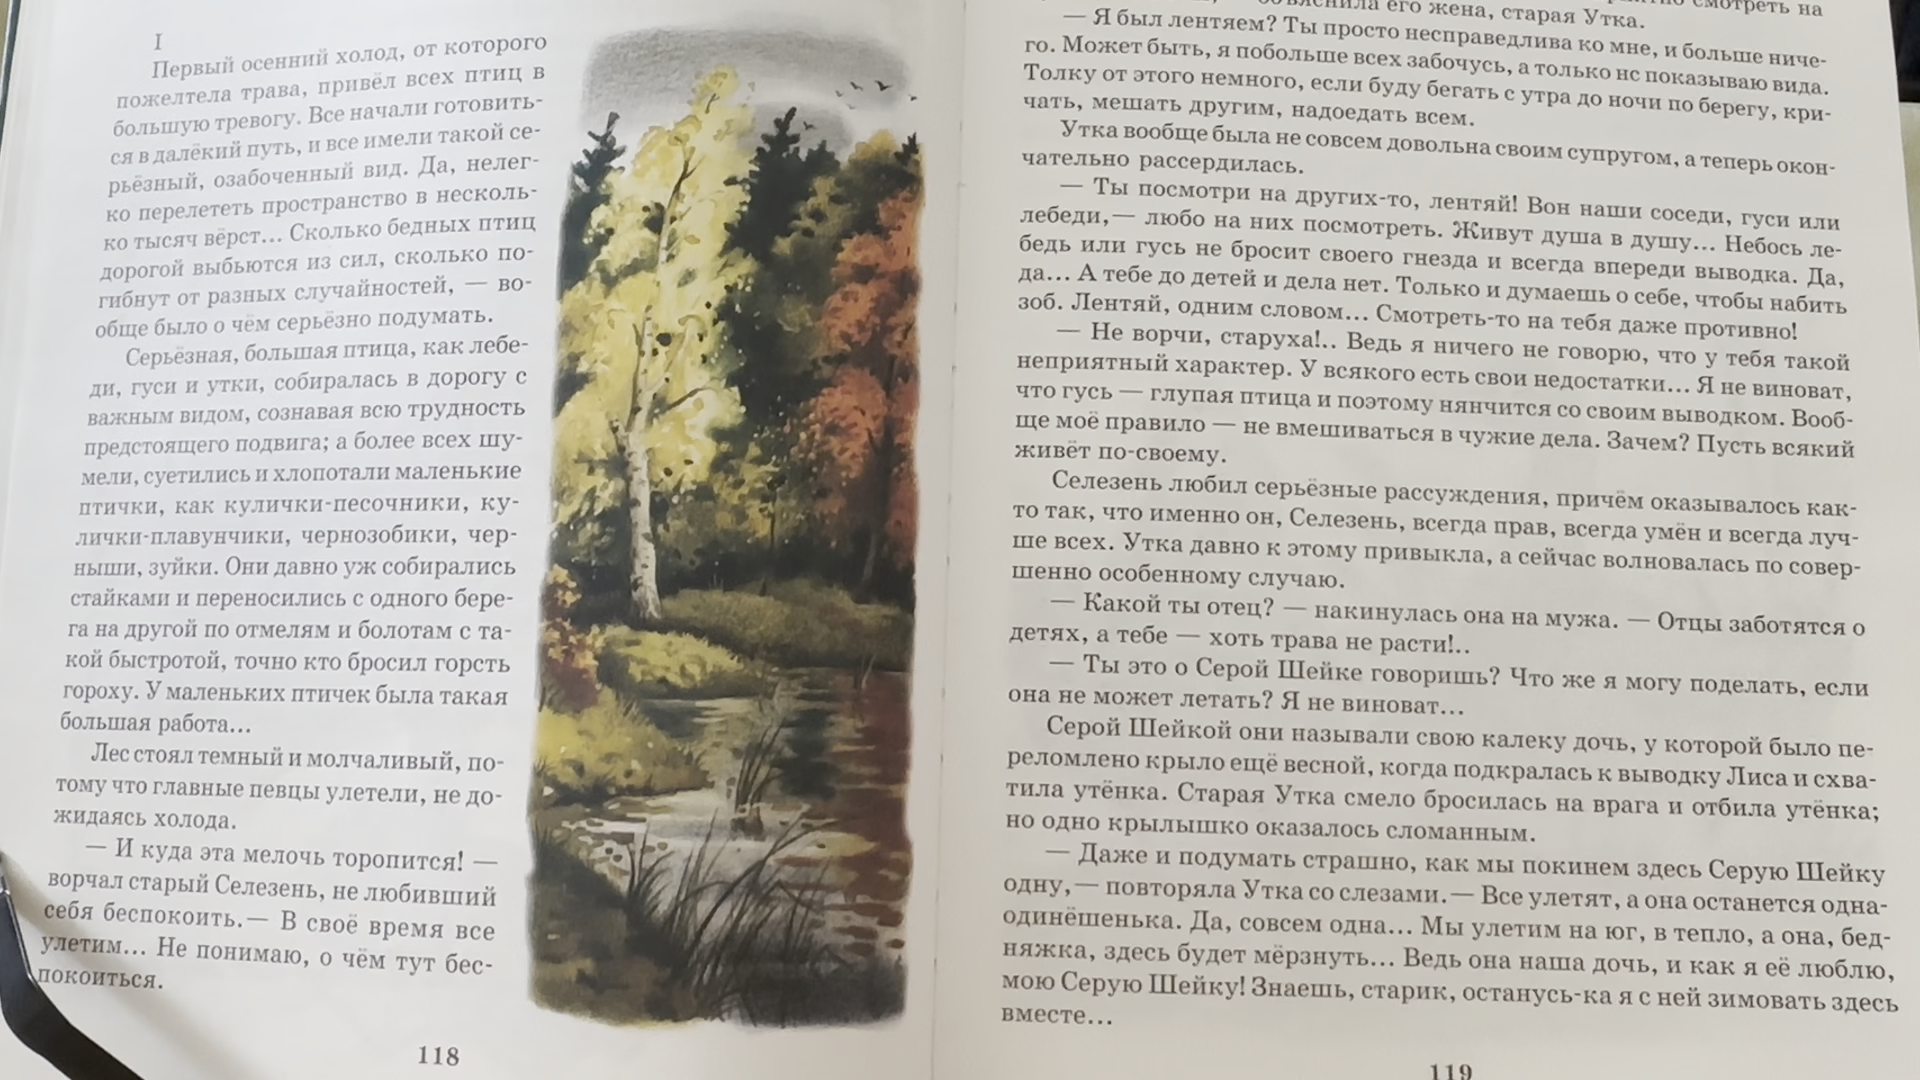 I
Первый осенний холод, от которого
пожелтела трава, привёл всех птиц в
большую тревогу. Все начали готовить-
ся в далёкий путь, и все имели такой се-
рьёзный, озабоченный вид. Да, нелег-
ко перелететь пространство в несколь-
ко тысяч вёрст... Сколько бедных птиц
дорогой выбьются из сил, сколько по-
гибнут от разных случайностей, — во-
обще было о чём серьёзно подумать.
Серьёзная, большая птица, как лебе-
ди, гуси и утки, собиралась в дорогу с
важным видом, сознавая всю трудность
предстоящего подвига; а более всех шу-
мели, суетились и хлопотали маленькие
птички, как кулички-песочники, ку-
лички-плавунчики, чернозобики, чер-
ныши, зуйки. Они давно уж собирались
стайками и переносились с одного бере-
га на другой по отмелям и болотам с та-
кой быстротой, точно кто бросил горсть
гороху. У маленьких птичек была такая
большая работа...
Лес стоял темный и молчаливый, по-
тому что главные певцы улетели, не до-
жидаясь холода.
— И куда эта мелочь торопится! —
ворчал старый Селезень, не любивший
себя беспокоить.— В своё время все
улетим... Не понимаю, о чём тут бес-
покоиться.
118
объяснила его жена, старая Утка. смотреть на
— Я был лентяем? Ты просто несправедлива ко мне, и больше ниче-
го. Может быть, я побольше всех забочусь, а только нс показываю вида.
Толку от этого немного, если буду бегать с утра до ночи по берегу, кри-
чать, мешать другим, надоедать всем.
Утка вообще была не совсем довольна своим супругом, а теперь окон-
чательно рассердилась.
— Ты посмотри на других-то, лентяй! Вон наши соседи, гуси или
лебеди,— любо на них посмотреть. Живут душа в душу... Небось ле-
бедь или гусь не бросит своего гнезда и всегда впереди выводка. Да,
да... А тебе до детей и дела нет. Только и думаешь о себе, чтобы набить
зоб. Лентяй, одним словом... Смотреть-то на тебя даже противно!
— Не ворчи, старуха!.. Ведь я ничего не говорю, что у тебя такой
неприятный характер. У всякого есть свои недостатки... Я не виноват,
что гусь — глупая птица и поэтому нянчится со своим выводком. Вооб-
ще моё правило — не вмешиваться в чужие дела. Зачем? Пусть всякий
живёт по-своему.
Селезень любил серьёзные рассуждения, причём оказывалось как-
то так, что именно он, Селезень, всегда прав, всегда умён и всегда луч-
ше всех. Утка давно к этому привыкла, а сейчас волновалась по совер-
шенно особенному случаю.
— Какой ты отец? — накинулась она на мужа. — Отцы заботятся о
детях, а тебе — хоть трава не расти!..
— Ты это о Серой Шейке говоришь? Что же я могу поделать, если
она не может летать? Я не виноват...
Серой Шейкой они называли свою калеку дочь, у которой было пе-
реломлено крыло ещё весной, когда подкралась к выводку Лиса и схва-
тила утёнка. Старая Утка смело бросилась на врага и отбила утёнка;
но одно крылышко оказалось сломанным.
— Даже и подумать страшно, как мы покинем здесь Серую Шейку
одну,— повторяла Утка со слезами.— Все улетят, а она останется одна-
одинёшенька. Да, совсем одна... Мы улетим на юг, в тепло, а она, бед-
няжка, здесь будет мёрзнуть... Ведь она наша дочь, и как я её люблю,
мою Серую Шейку! Знаешь, старик, останусь-ка я с ней зимовать здесь
вместе...
119